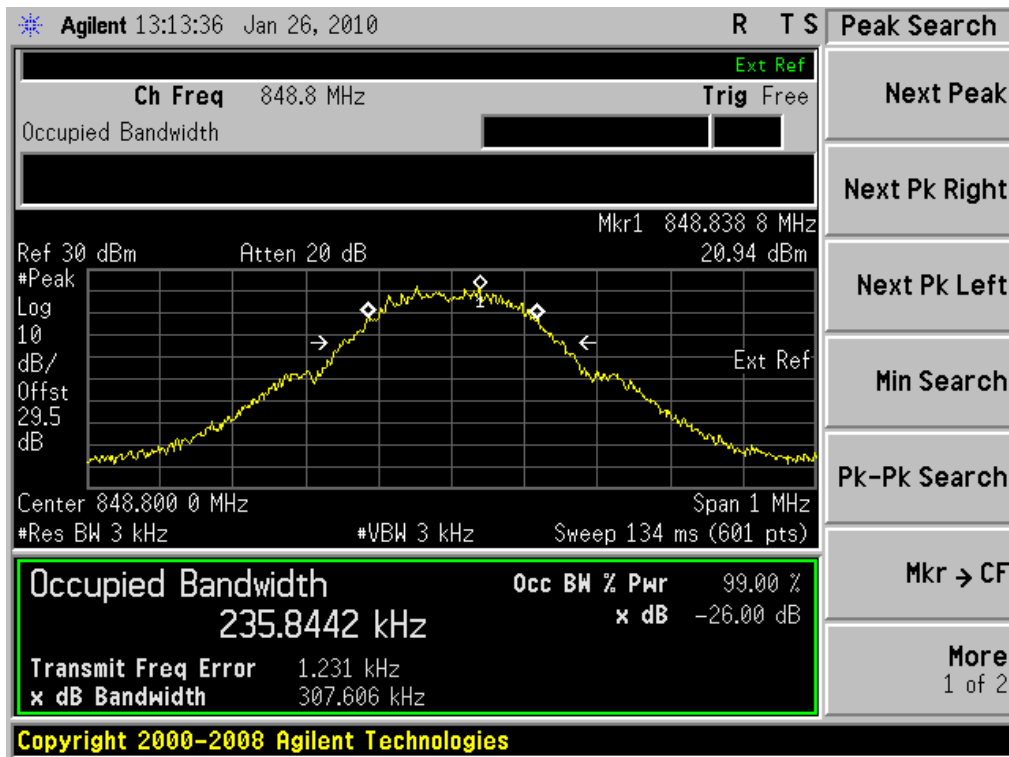 Agilent 13:13:36 Jan 26, 2010 R T S
Peak Search
Ext Ref
Ch Freq 848.8 MHz Trig Free
Occupied Bandwidth
Mkr1 848.838 8 MHz
Ref 30 dBm Atten 20 dB 20.94 dBm
#Peak
Log
10
dB/
Offst
29.5
dB
1
Ext Ref
Center 848.800 0 MHz Span 1 MHz
#Res BW 3 kHz #VBW 3 kHz Sweep 134 ms (601 pts)
Occupied Bandwidth Occ BW % Pwr 99.00 %
235.8442 kHz x dB -26.00 dB
Transmit Freq Error 1.231 kHz
x dB Bandwidth 307.606 kHz
Next Peak
Next Pk Right
Next Pk Left
Min Search
Pk-Pk Search
Mkr → CF
More
1 of 2
Copyright 2000-2008 Agilent Technologies